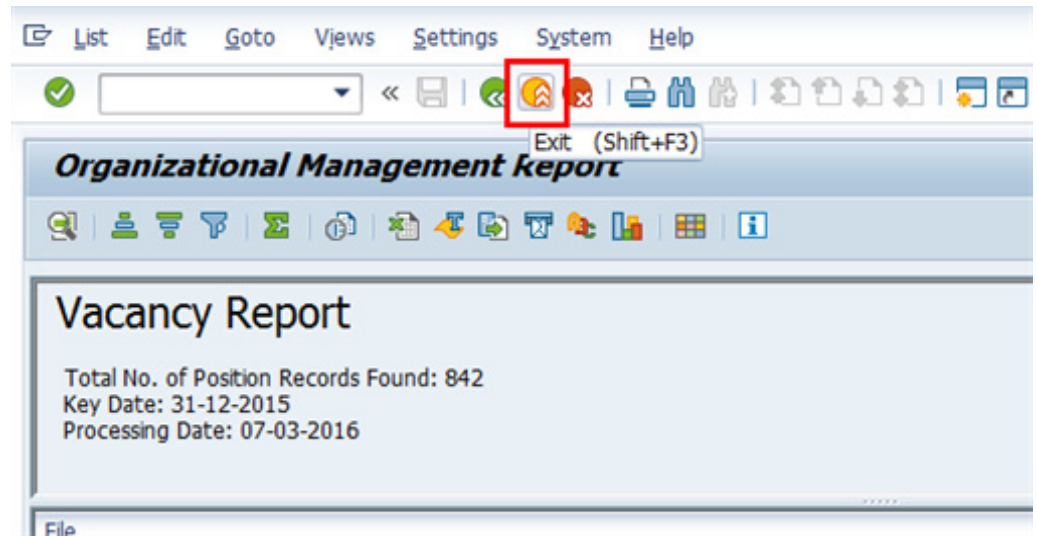 List Edit Goto Views Settings System Help
Exit (Shift+F3)
Organizational Management Report
Vacancy Report
Total No. of Position Records Found: 842
Key Date: 31-12-2015
Processing Date: 07-03-2016
File